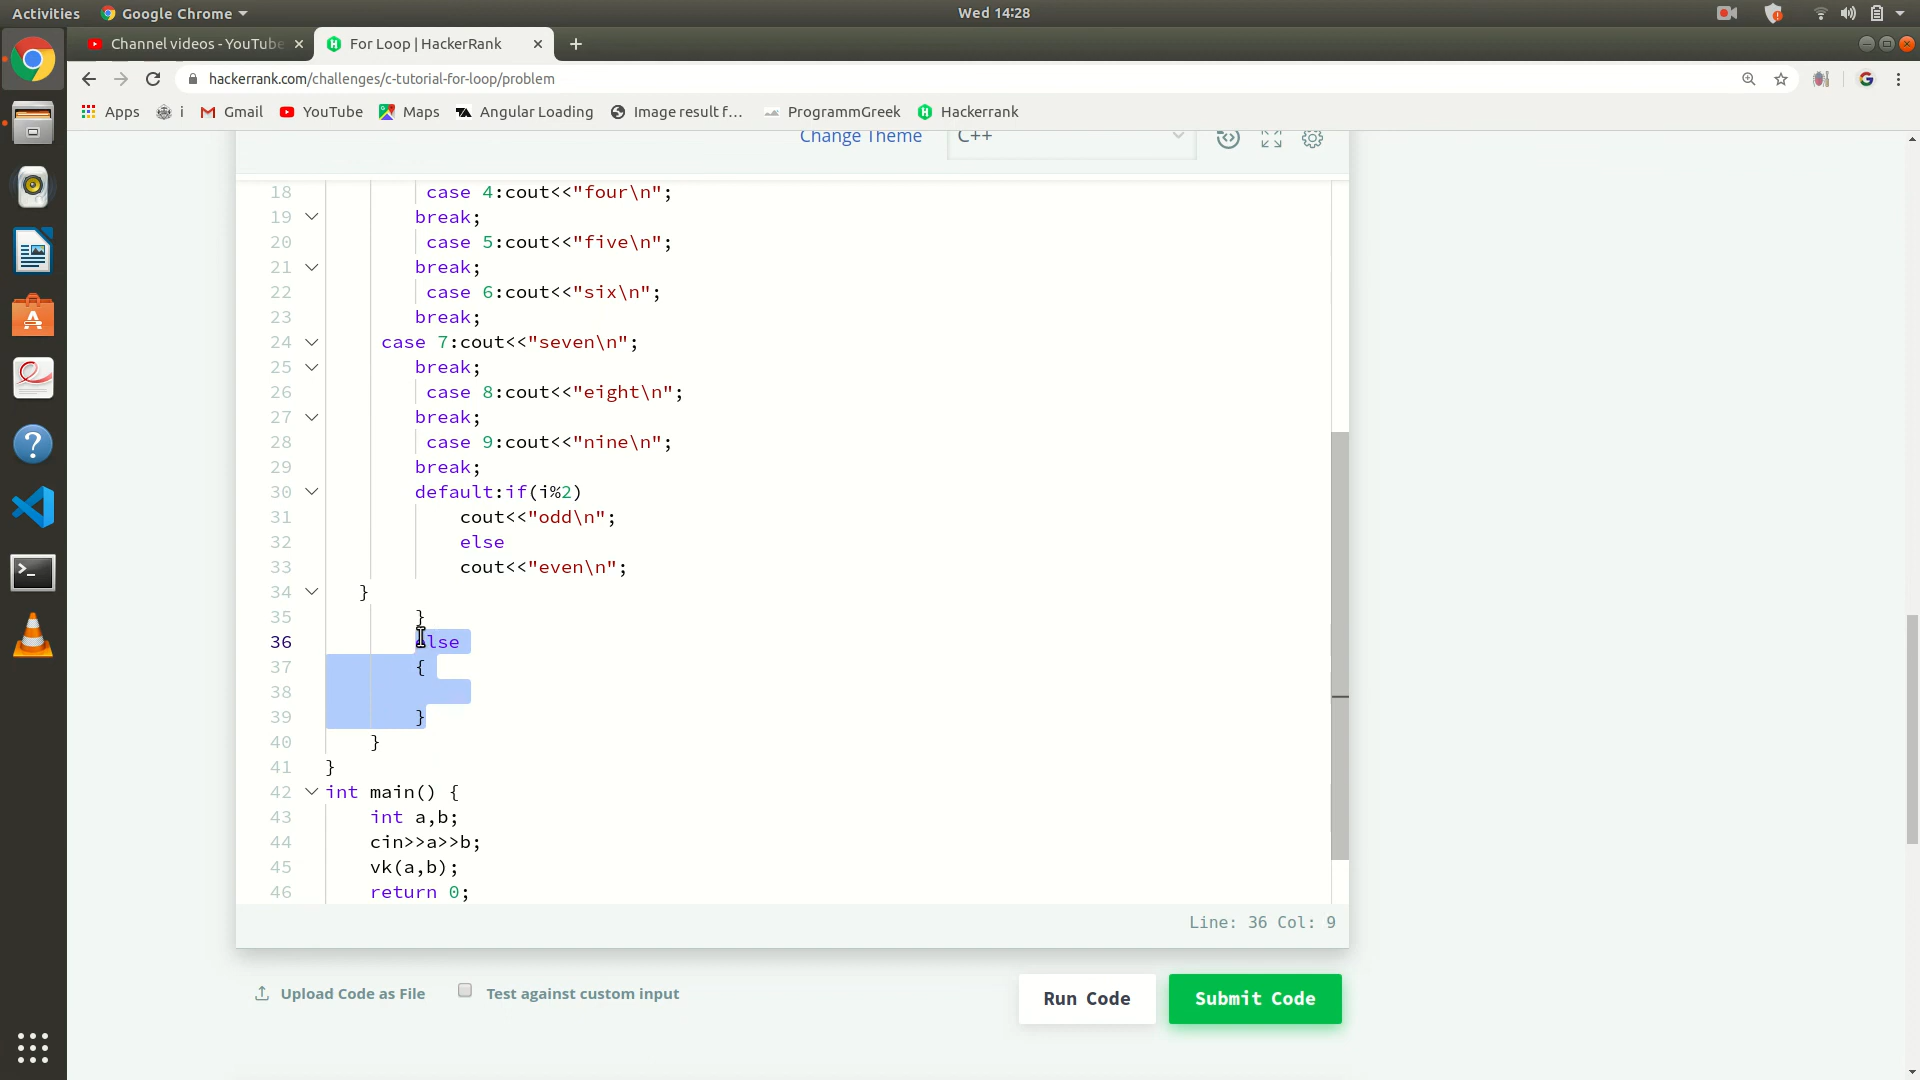 Activities
Google Chrome
Wed 14:28
Channel videos - YouTube
For Loop | HackerRank
hackerrank.com/challenges/c-tutorial-for-loop/problem
Apps
i
Gmail
YouTube
Maps
Angular Loading
Image result f...
ProgrammGreek
Hackerrank
Change Theme
C++
18 case 4:cout<<"four\n";
19 break;
20 case 5:cout<<"five\n";
21 break;
22 case 6:cout<<"six\n";
23 break;
24 case 7:cout<<"seven\n";
25 break;
26 case 8:cout<<"eight\n";
27 break;
28 case 9:cout<<"nine\n";
29 break;
30 default:if(i%2)
31 cout<<"odd\n";
32 else
33 cout<<"even\n";
34 }
35 }
36 else
37 {
38
39 }
40 }
41 }
42 int main() {
43 int a,b;
44 cin>>a>>b;
45 vk(a,b);
46 return 0;
Line: 36 Col: 9
Upload Code as File
Test against custom input
Run Code
Submit Code